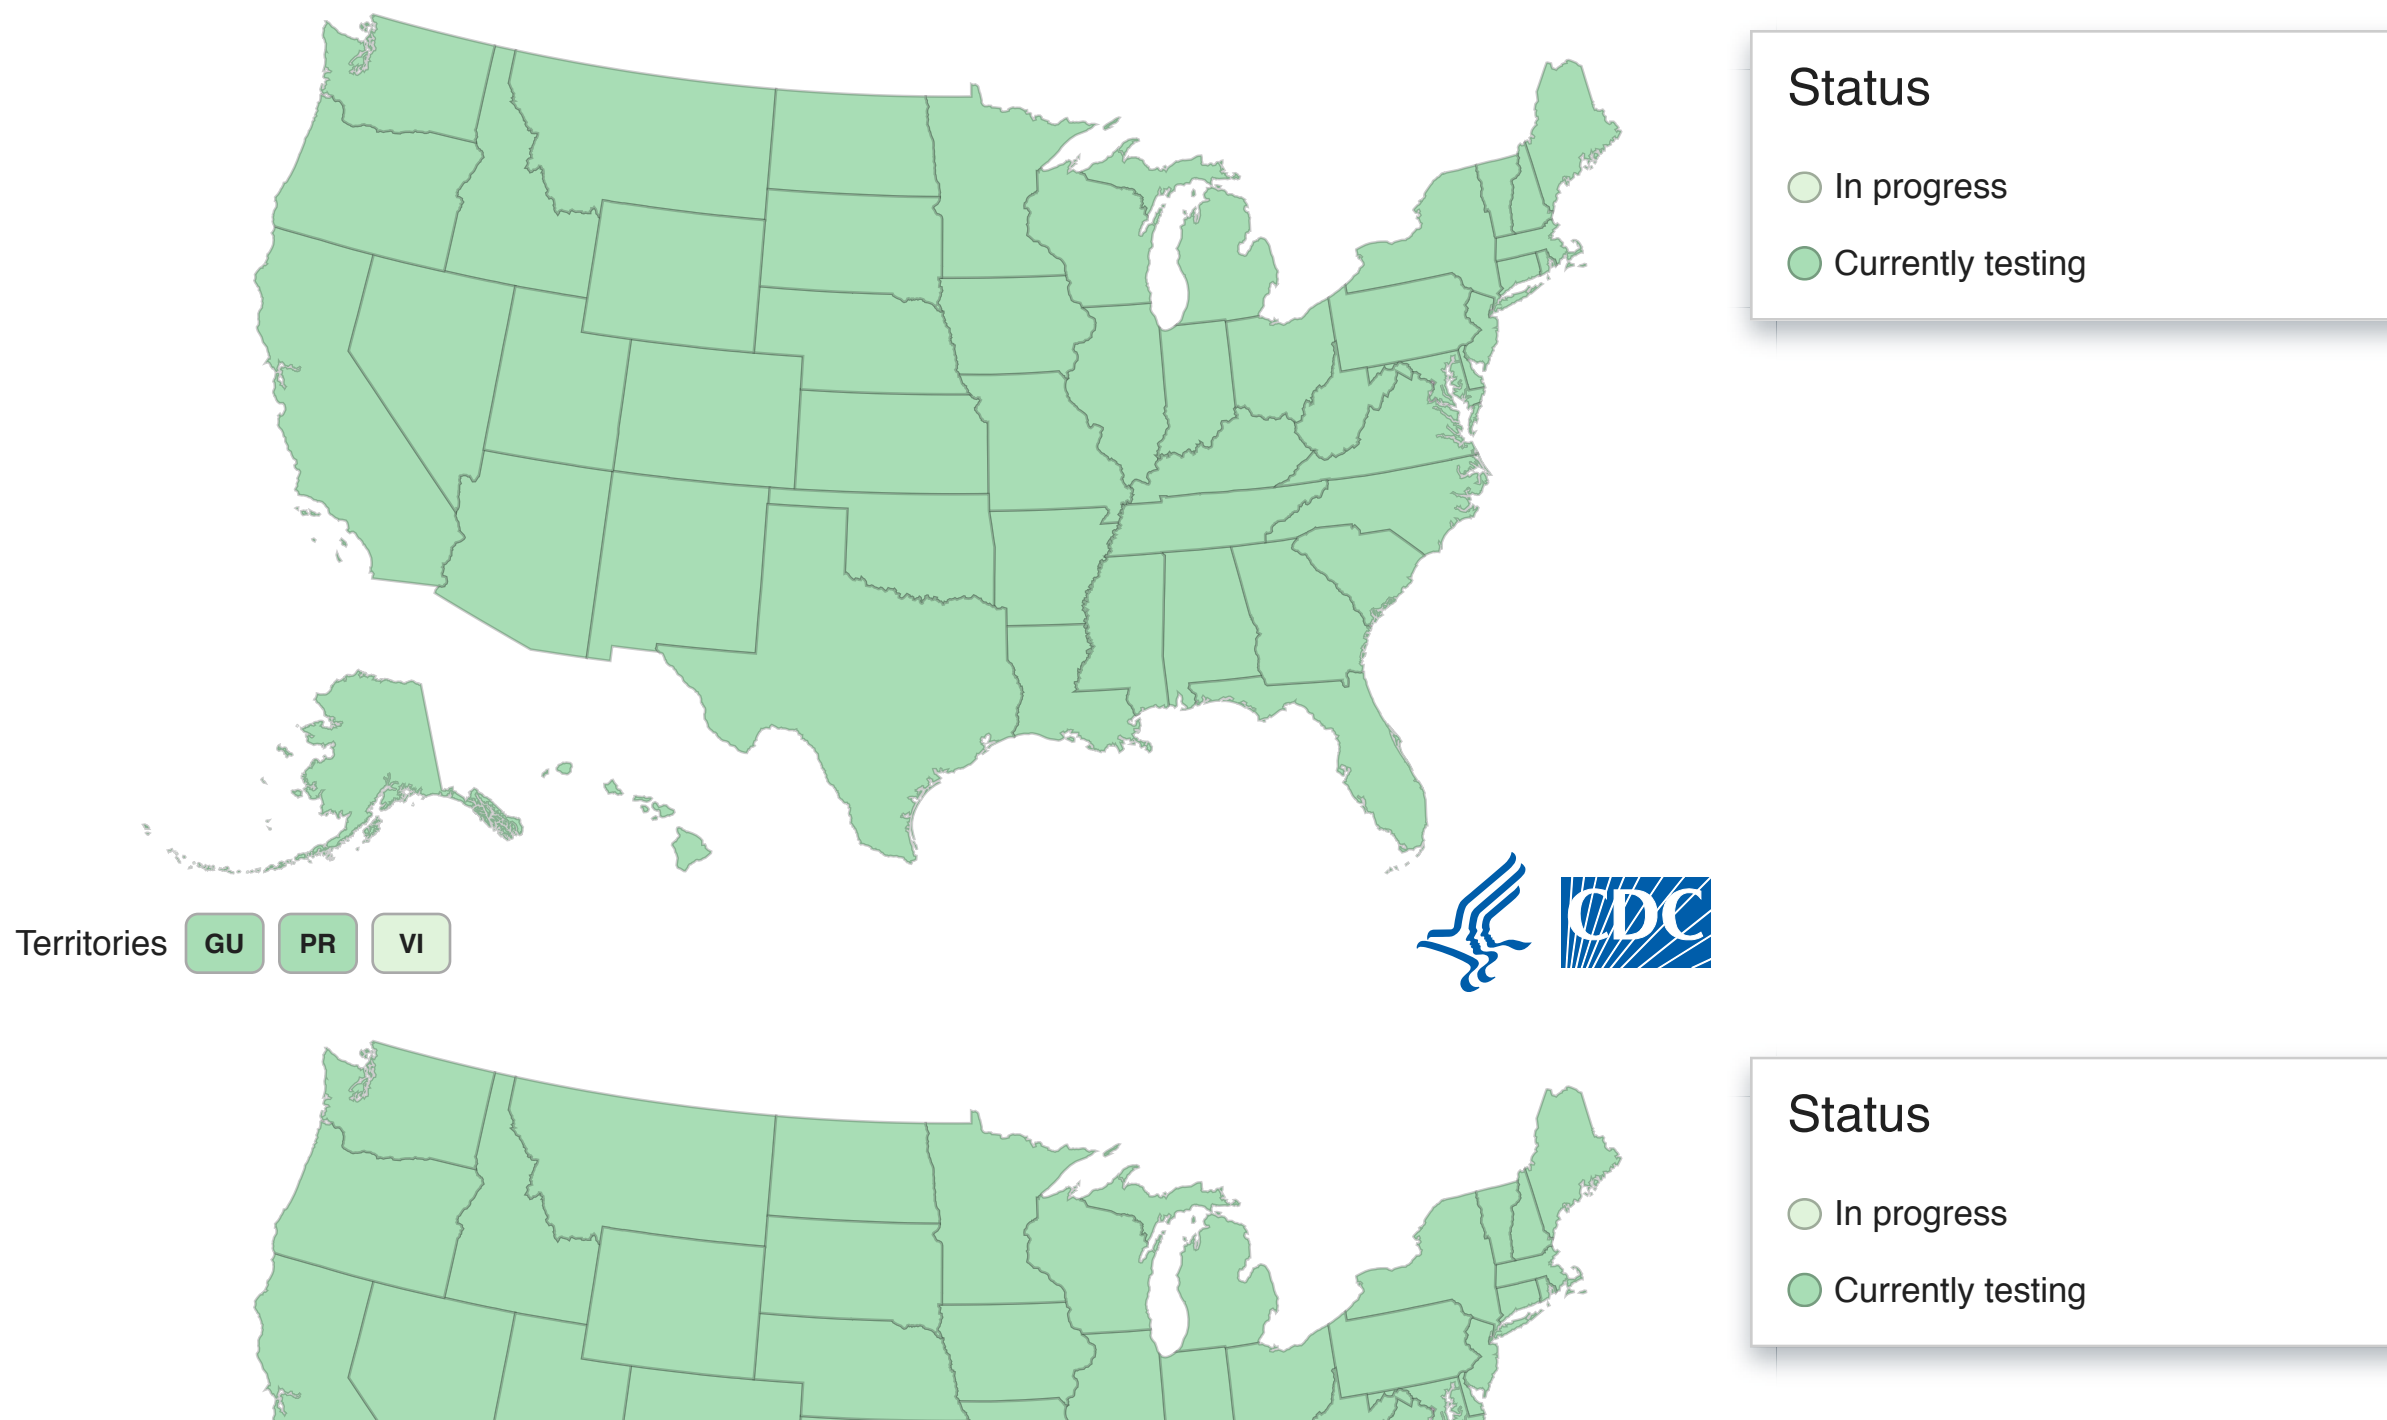 Status
In progress
Currently testing
Territories GU PR VI
CDC
Status
In progress
Currently testing